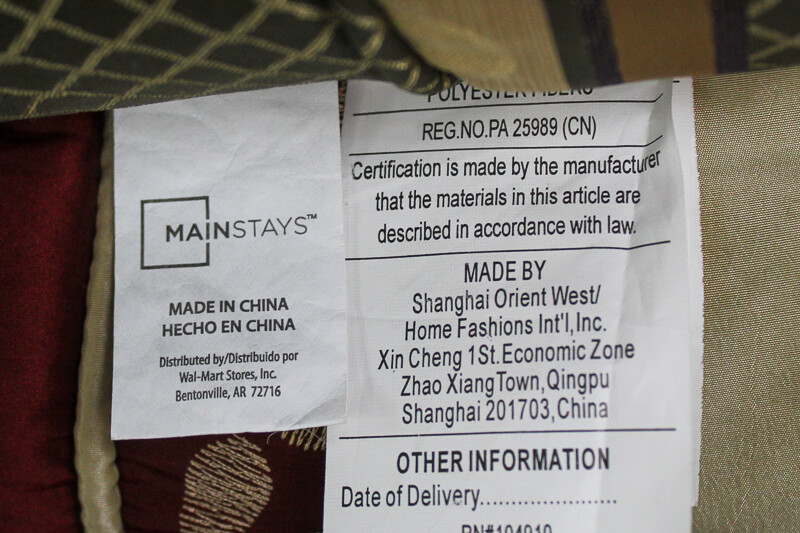 MAINSTAYS™
MADE IN CHINA
HECHO EN CHINA
Distributed by/Distribuido por
Wal-Mart Stores, Inc.
Bentonville, AR 72716
POLYESTER FIBERS
REG.NO.PA 25989 (CN)
Certification is made by the manufacturer
that the materials in this article are
described in accordance with law.
MADE BY
Shanghai Orient West/
Home Fashions Int'l,Inc.
Xin Cheng 1St.Economic Zone
Zhao XiangTown,Qingpu
Shanghai 201703,China
OTHER INFORMATION
Date of Delivery.....................